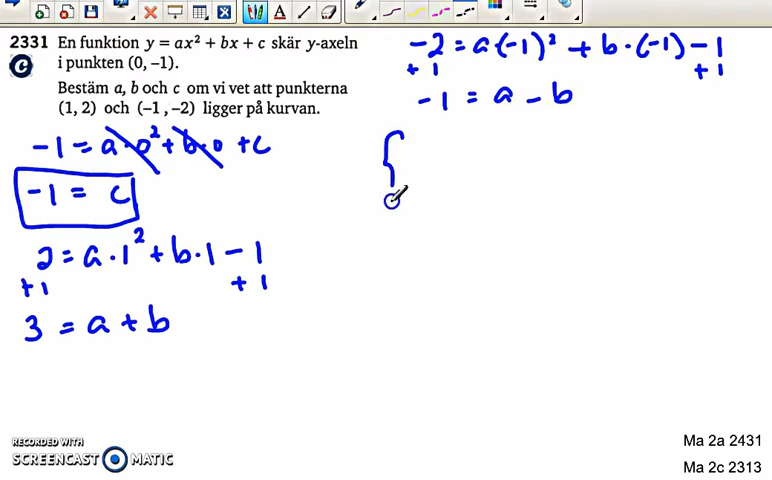 2331 En funktion y = ax² + bx + c skär y-axeln
i punkten (0, −1).
C
Bestäm a, b och c om vi vet att punkterna
(1, 2) och (−1 , −2) ligger på kurvan.
-1 = a·0² + b·0 + c
-1 = c
2 = a·1² + b·1 - 1
+1 +1
3 = a + b
-2 = a(-1)² + b·(-1) - 1
+1 +1
-1 = a - b
{
RECORDED WITH
SCREENCAST MATIC
Ma 2a 2431
Ma 2c 2313